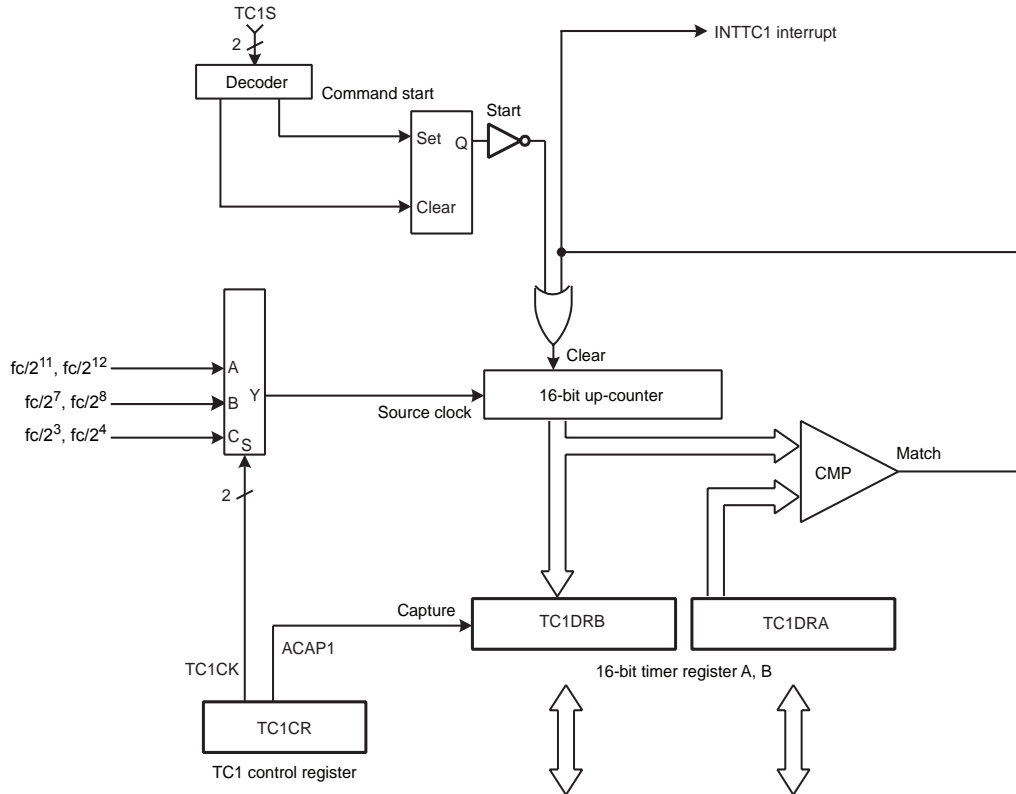 TC1S
2
Decoder
Command start
Set
Q
Clear
Start
INTTC1 interrupt
Clear
fc/2^11, fc/2^12
fc/2^7, fc/2^8
fc/2^3, fc/2^4
A
B
C
S
Y
Source clock
16-bit up-counter
CMP
Match
2
Capture
TC1DRB
TC1DRA
ACAP1
TC1CK
16-bit timer register A, B
TC1CR
TC1 control register